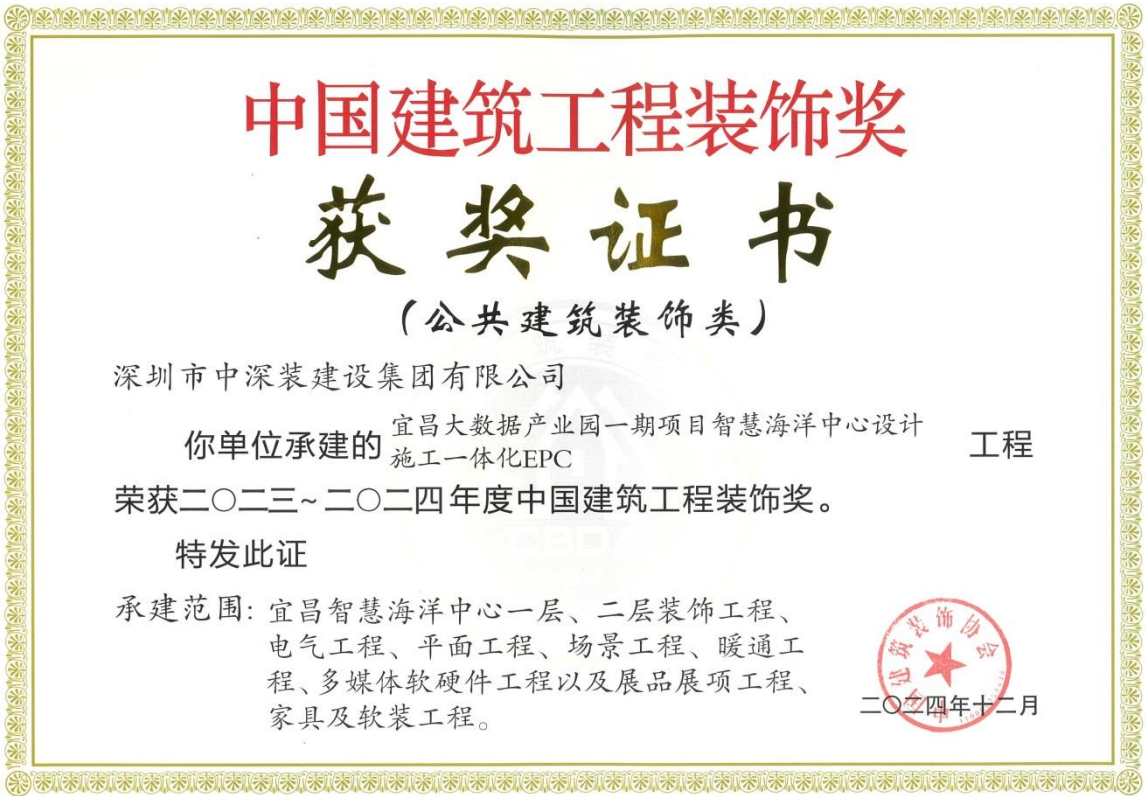 中国建筑工程装饰奖
获奖证书
（公共建筑装饰类）
深圳市中深装建设集团有限公司
你单位承建的 宜昌大数据产业园一期项目智慧海洋中心设计 工程
施工一体化EPC
荣获二〇二三~二〇二四年度中国建筑工程装饰奖。
特发此证
承建范围: 宜昌智慧海洋中心一层、二层装饰工程、
电气工程、平面工程、场景工程、暖通工
程、多媒体软硬件工程以及展品展项工程、
家具及软装工程。
中国建筑装饰协会
二〇二四年十二月